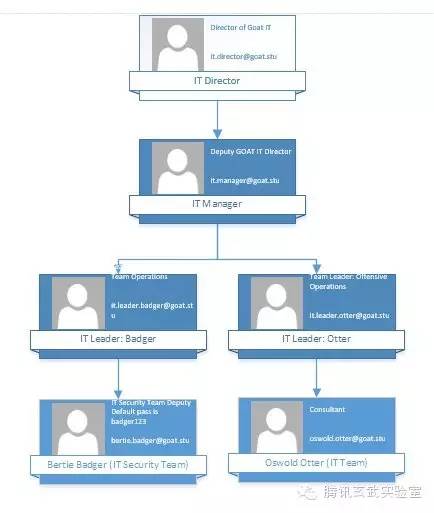 Director of Goat IT
it.director@goat.stu
IT Director
Deputy GOAT IT Director
it.manager@goat.stu
IT Manager
Team Operations
it.leader.badger@goat.st
u
IT Leader: Badger
Team Leader: Offensive
Operations
it.leader.otter@goat.stu
IT Leader: Otter
IT Security Team Deputy
Default pass is
badger123
bertie.badger@goat.stu
Bertie Badger (IT Security Team)
Consultant
oswold.otter@goat.stu
Oswold Otter (IT Team)
腾讯玄武实验室